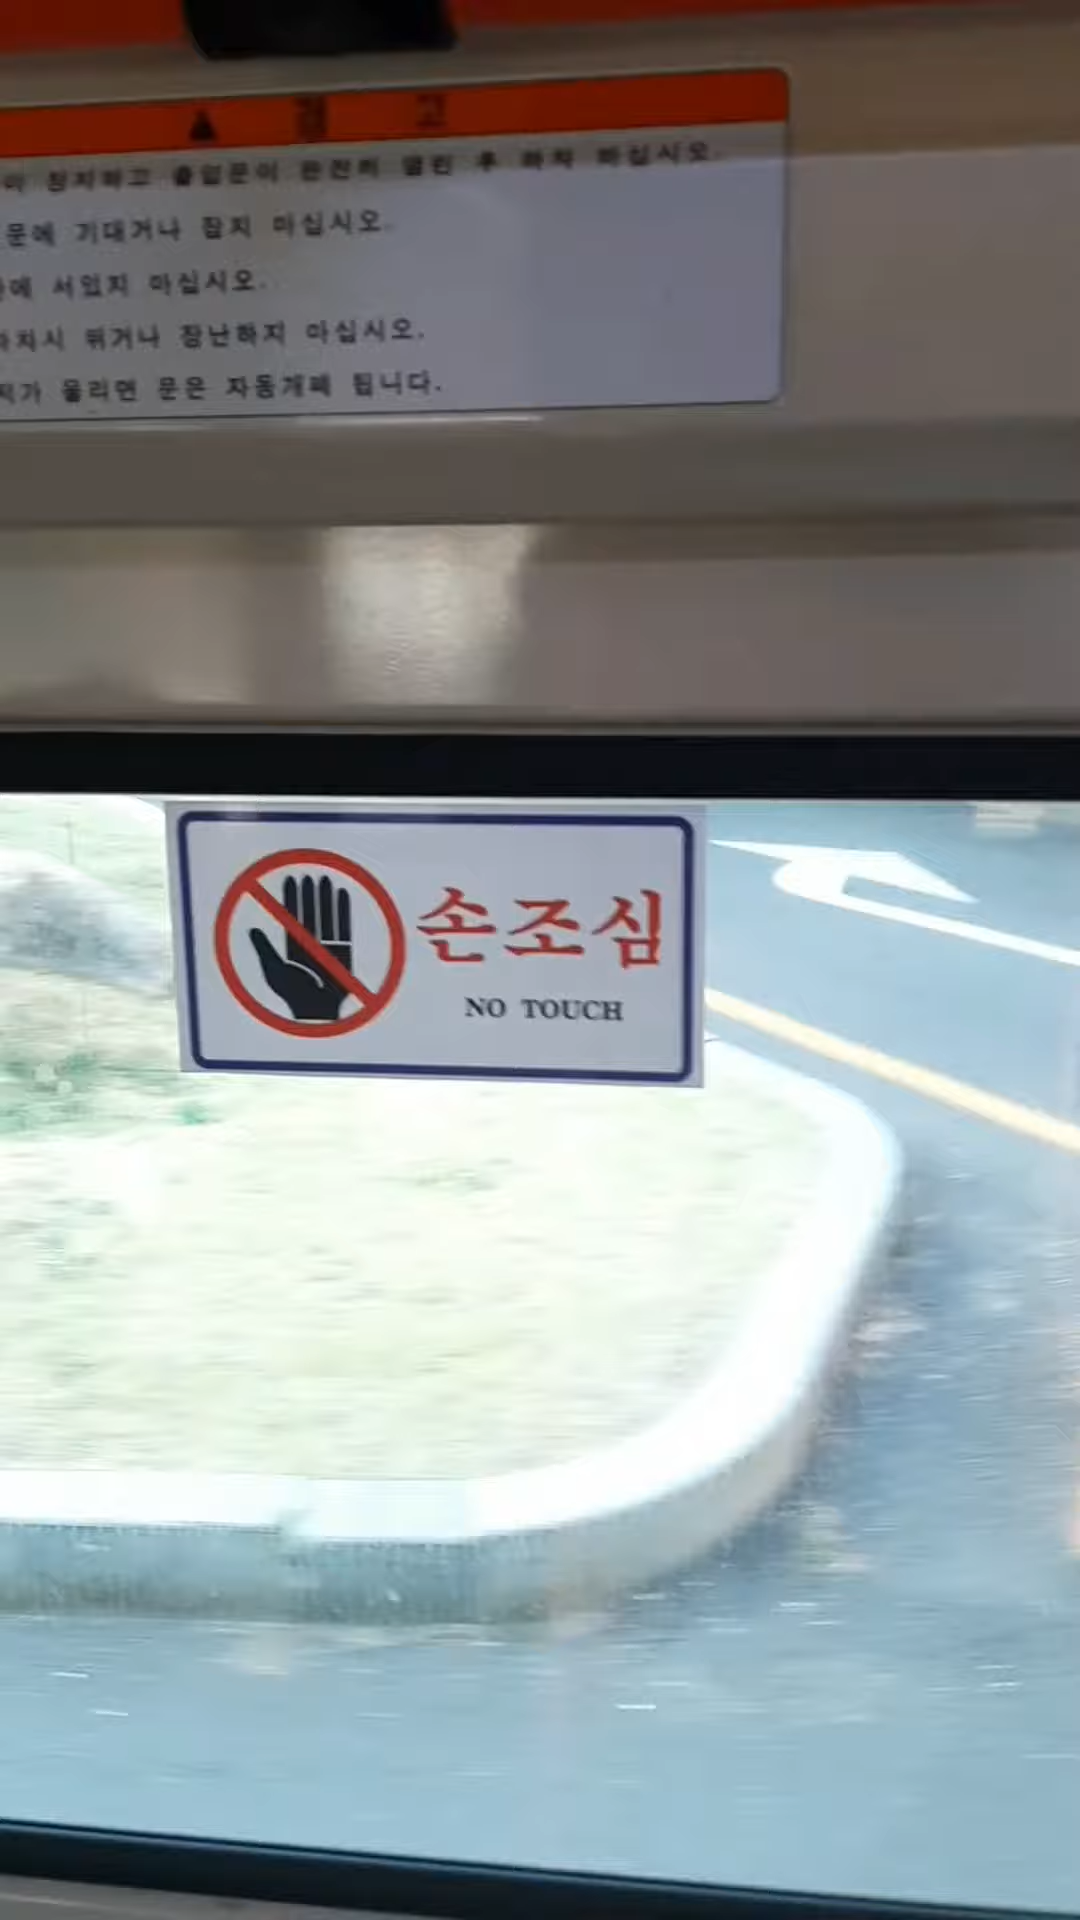 ▲ 경 고
정차하고 출입문이 완전히 열린 후 하차 하십시오.
문에 기대거나 잡지 마십시오.
서있지 마십시오.
뛰거나 장난하지 마십시오.
울리면 문은 자동개폐 됩니다.
손조심
NO TOUCH